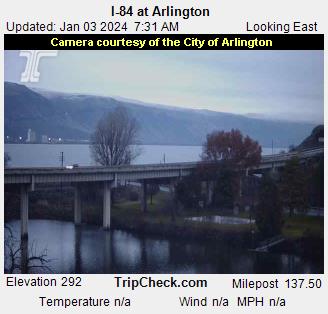 I-84 at Arlington
Updated: Jan 03 2024 7:31 AM Looking East
Camera courtesy of the City of Arlington
Elevation 292 TripCheck.com Milepost 137.50
Temperature n/a Wind n/a MPH n/a